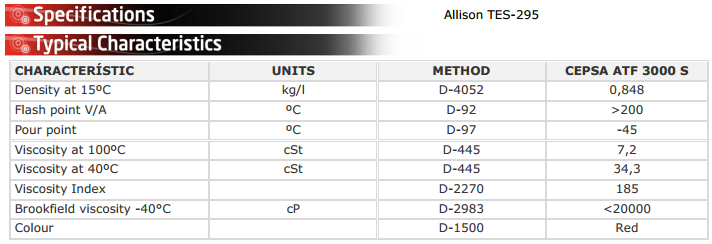 Specifications
Allison TES-295
Typical Characteristics
CHARACTERÍSTIC UNITS METHOD CEPSA ATF 3000 S
Density at 15ºC kg/l D-4052 0,848
Flash point V/A ºC D-92 >200
Pour point ºC D-97 -45
Viscosity at 100ºC cSt D-445 7,2
Viscosity at 40ºC cSt D-445 34,3
Viscosity Index D-2270 185
Brookfield viscosity -40ºC cP D-2983 <20000
Colour D-1500 Red